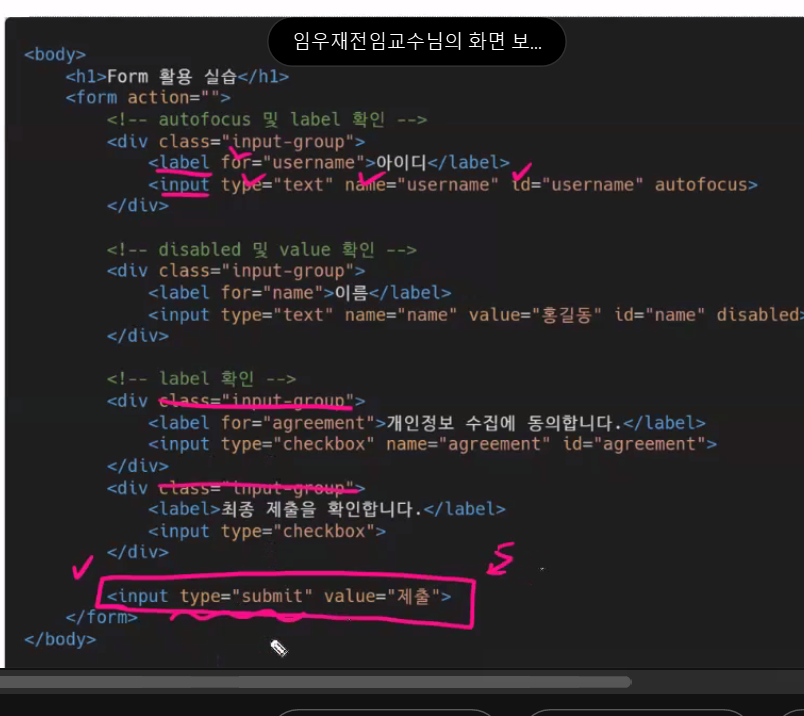 임우재전임교수님의 화면 보...
<body>
<h1>Form 활용 실습</h1>
<form action="">
<!-- autofocus 및 label 확인 -->
<div class="input-group">
<label for="username">아이디</label>
<input type="text" name="username" id="username" autofocus>
</div>
<!-- disabled 및 value 확인 -->
<div class="input-group">
<label for="name">이름</label>
<input type="text" name="name" value="홍길동" id="name" disabled>
</div>
<!-- label 확인 -->
<div class="input-group">
<label for="agreement">개인정보 수집에 동의합니다.</label>
<input type="checkbox" name="agreement" id="agreement">
</div>
<div class="input-group">
<label>최종 제출을 확인합니다.</label>
<input type="checkbox">
</div>
S
<input type="submit" value="제출">
</form>
</body>